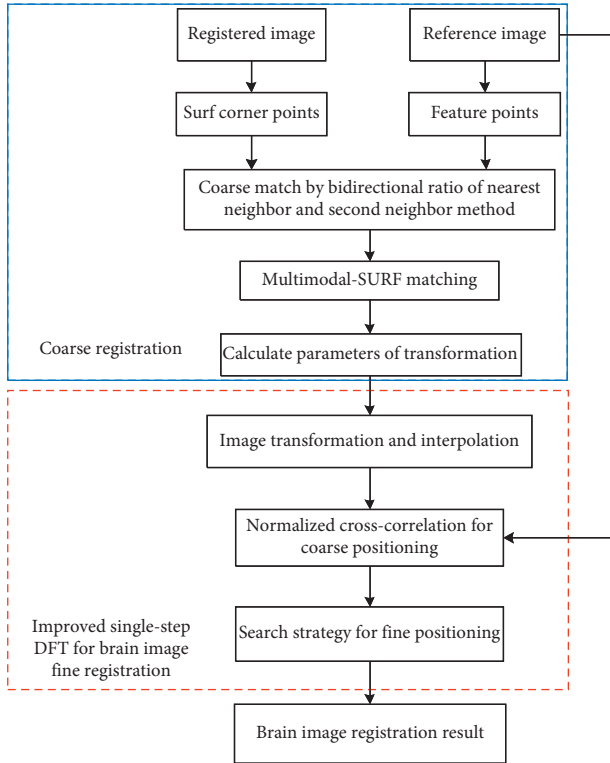 Registered image
Reference image
Surf corner points
Feature points
Coarse match by bidirectional ratio of nearest
neighbor and second neighbor method
Multimodal-SURF matching
Coarse registration
Calculate parameters of transformation
Image transformation and interpolation
Normalized cross-correlation for
coarse positioning
Improved single-step
DFT for brain image
fine registration
Search strategy for fine positioning
Brain image registration result